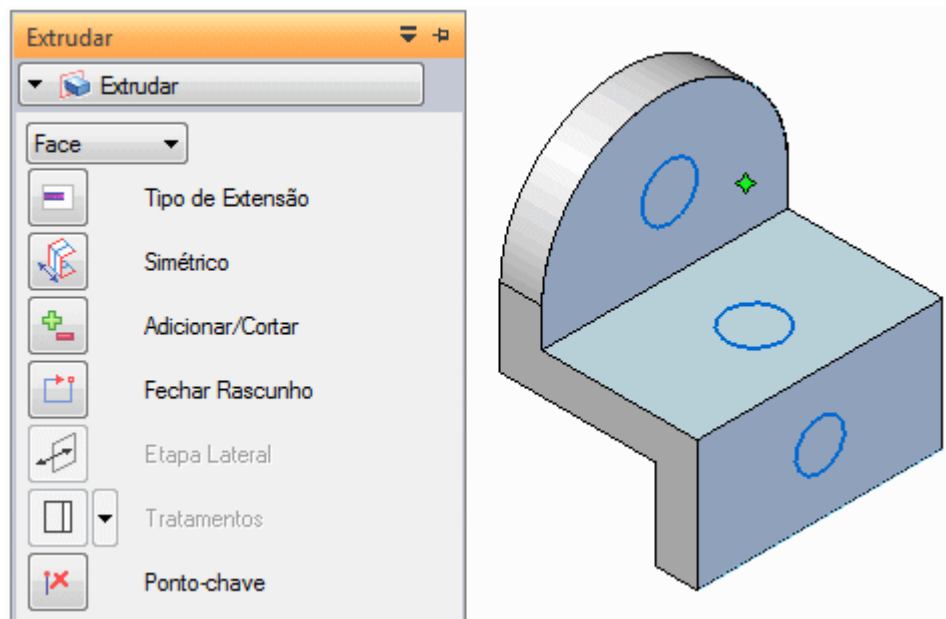 Extrudar
Extrudar
Face
Tipo de Extensão
Simétrico
Adicionar/Cortar
Fechar Rascunho
Etapa Lateral
Tratamentos
Ponto-chave